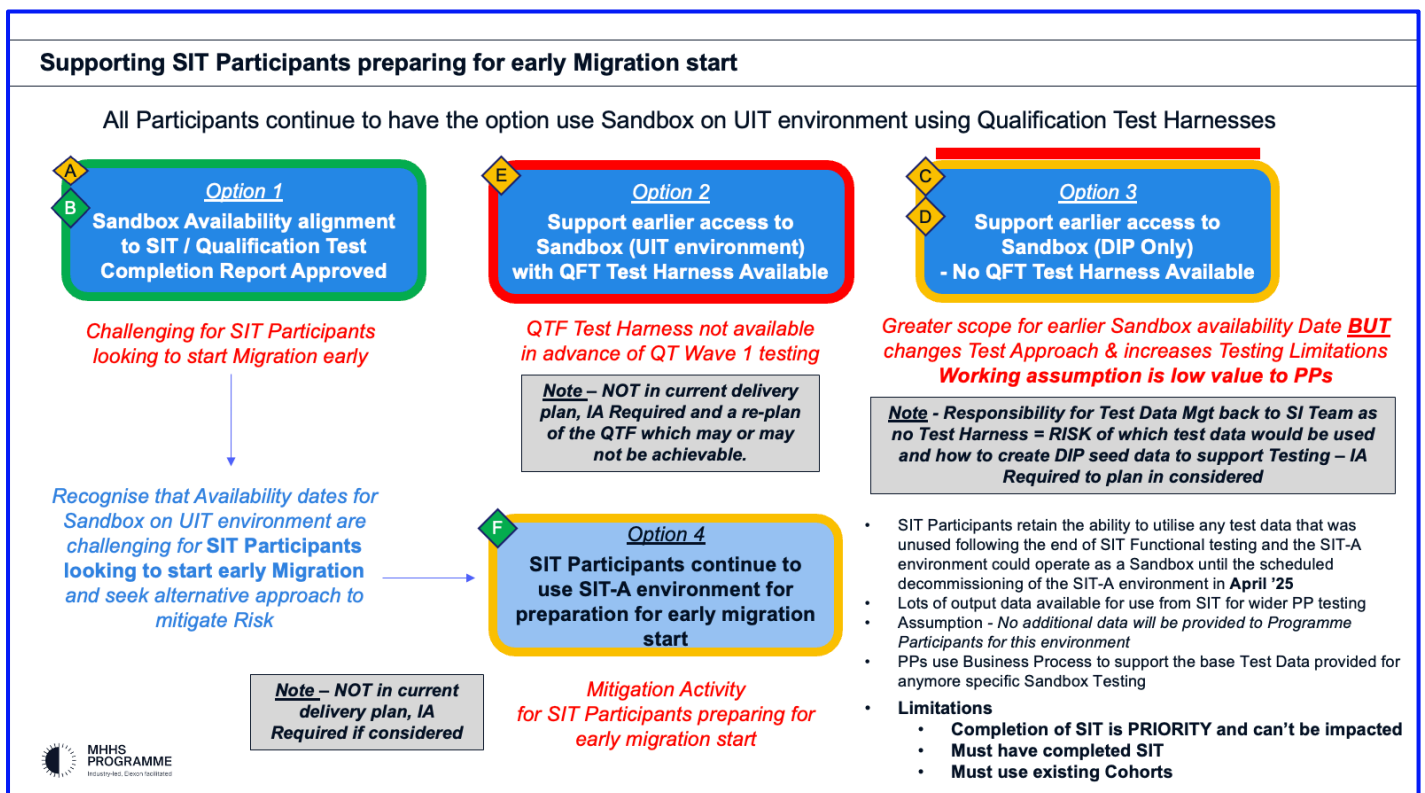 Supporting SIT Participants preparing for early Migration start
All Participants continue to have the option use Sandbox on UIT environment using Qualification Test Harnesses
A
B
Option 1
Sandbox Availability alignment
to SIT / Qualification Test
Completion Report Approved
Challenging for SIT Participants
looking to start Migration early
Recognise that Availability dates for
Sandbox on UIT environment are
challenging for SIT Participants
looking to start early Migration
and seek alternative approach to
mitigate Risk
E
Option 2
Support earlier access to
Sandbox (UIT environment)
with QFT Test Harness Available
QTF Test Harness not available
in advance of QT Wave 1 testing
Note – NOT in current delivery
plan, IA Required and a re-plan
of the QTF which may or may
not be achievable.
C
D
Option 3
Support earlier access to
Sandbox (DIP Only)
- No QFT Test Harness Available
Greater scope for earlier Sandbox availability Date BUT
changes Test Approach & increases Testing Limitations
Working assumption is low value to PPs
Note - Responsibility for Test Data Mgt back to SI Team as
no Test Harness = RISK of which test data would be used
and how to create DIP seed data to support Testing – IA
Required to plan in considered
F
Option 4
SIT Participants continue to
use SIT-A environment for
preparation for early migration
start
Note – NOT in current
delivery plan, IA
Required if considered
Mitigation Activity
for SIT Participants preparing for
early migration start
• SIT Participants retain the ability to utilise any test data that was
unused following the end of SIT Functional testing and the SIT-A
environment could operate as a Sandbox until the scheduled
decommissioning of the SIT-A environment in April ’25
• Lots of output data available for use from SIT for wider PP testing
• Assumption - No additional data will be provided to Programme
Participants for this environment
• PPs use Business Process to support the base Test Data provided for
anymore specific Sandbox Testing
• Limitations
• Completion of SIT is PRIORITY and can’t be impacted
• Must have completed SIT
• Must use existing Cohorts
MHHS
PROGRAMME
Industry-led, Elexon facilitated